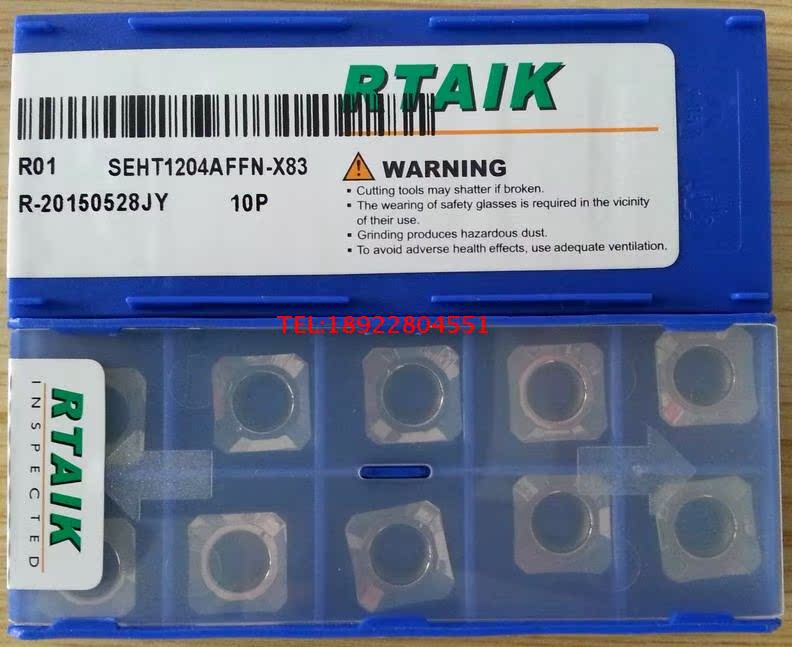 RTAIK
R01 SEHT1204AFFN-X83
R-20150528JY 10P
WARNING
▪ Cutting tools may shatter if broken.
▪ The wearing of safety glasses is required in the vicinity
of their use.
▪ Grinding produces hazardous dust.
▪ To avoid adverse health effects, use adequate ventilation.
TEL:18922804551
RTAIK
INSPECTED